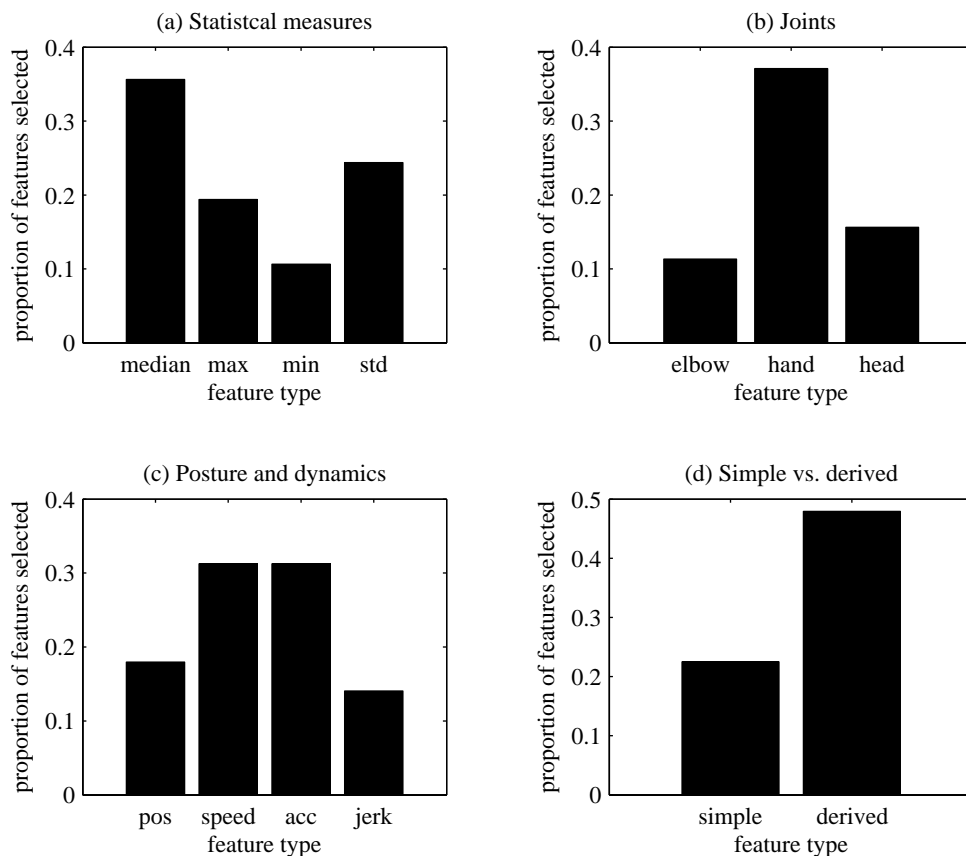 (a) Statistcal measures
proportion of features selected
0.4
0.3
0.2
0.1
0
median max min std
feature type
(b) Joints
proportion of features selected
0.4
0.3
0.2
0.1
0
elbow hand head
feature type
(c) Posture and dynamics
proportion of features selected
0.4
0.3
0.2
0.1
0
pos speed acc jerk
feature type
(d) Simple vs. derived
proportion of features selected
0.5
0.4
0.3
0.2
0.1
0
simple derived
feature type